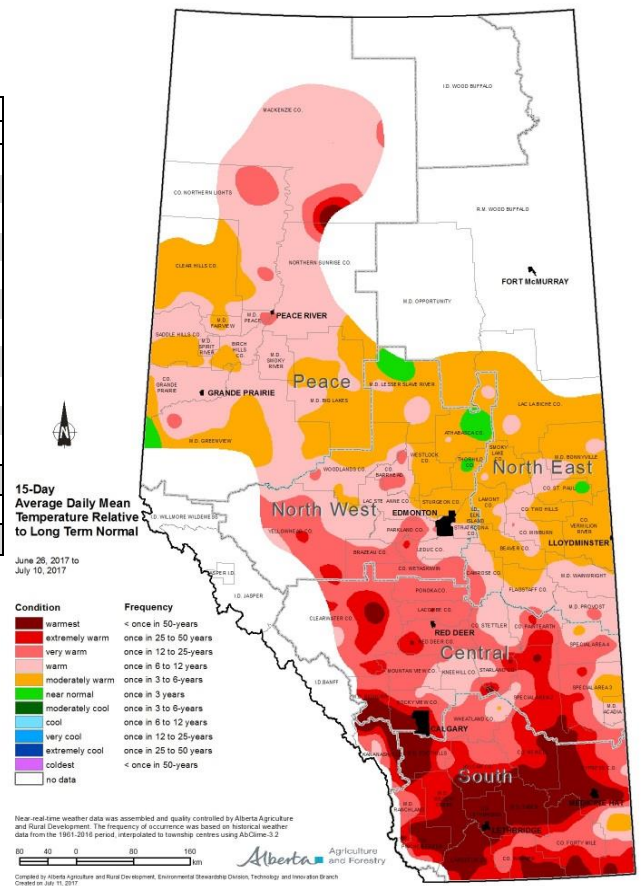 I.D. WOOD BUFFALO
MACKENZIE CO.
CO. NORTHERN LIGHTS
R.M. WOOD BUFFALO
NORTHERN SUNRISE CO.
CLEAR HILLS CO.
FORT McMURRAY
M.D. OPPORTUNITY
M.D. PEACE
PEACE RIVER
M.D. FAIRVIEW
SADDLE HILLS CO.
M.D. SPIRIT RIVER
BIRCH HILLS CO.
M.D. SMOKY RIVER
Peace
M.D. LESSER SLAVE RIVER
CO. GRANDE PRAIRIE
GRANDE PRAIRIE
M.D. BIG LAKES
LAC LA BICHE CO.
N
M.D. GREENVIEW
ATHABASCA CO.
SMOKY LAKE CO.
M.D. BONNYVILLE
WESTLOCK CO.
THORHILD CO.
North East
WOODLANDS CO.
CO. BARRHEAD
CO. ST. PAUL
North West
LAC STE ANNE CO.
STURGEON CO.
LAMONT CO.
CO. TWO HILLS
EDMONTON
CO. VERMILION RIVER
15-Day
Average Daily Mean
Temperature Relative
to Long Term Normal
I.D. WILLMORE WILDERNESS
YELLOWHEAD CO.
PARKLAND CO.
STRATHCONA CO.
CO. MINBURN
LLOYDMINSTER
LEDUC CO.
BEAVER CO.
BRAZEAU CO.
CO. WETASKIWIN
CAMROSE CO.
M.D. WAINWRIGHT
June 26, 2017 to
July 10, 2017
JASPER I.D.
I.D. JASPER
PONOKA CO.
FLAGSTAFF CO.
M.D. PROVOST
Condition Frequency
warmest < once in 50-years
extremely warm once in 25 to 50 years
very warm once in 12 to 25-years
warm once in 6 to 12 years
moderately warm once in 3 to 6-years
near normal once in 3 years
moderately cool once in 3 to 6-years
cool once in 6 to 12 years
very cool once in 12 to 25-years
extremely cool once in 25 to 50 years
coldest < once in 50-years
no data
CLEARWATER CO.
LACOMBE CO.
CO. STETTLER
CO. PAINTEARTH
RED DEER
RED DEER CO.
Central
SPECIAL AREA 4
MOUNTAIN VIEW CO.
KNEEHILL CO.
STARLAND CO.
I.D. BANFF
SPECIAL AREA 2
SPECIAL AREA 3
ROCKY VIEW CO.
M.D. ACADIA
WHEATLAND CO.
CALGARY
KANANASKIS
South
M.D. RANCHLAND
MEDICINE HAT
LETHBRIDGE
CO. FORTY MILE
Near-real-time weather data was assembled and quality controlled by Alberta Agriculture
and Rural Development. The frequency of occurrence was based on historical weather
data from the 1961-2016 period, interpolated to township centres using AbClime-3.2
80 40 0 80 160
km
Alberta Agriculture
and Forestry
Compiled by Alberta Agriculture and Rural Development, Environmental Stewardship Division, Technology and Innovation Branch
Created on July 11, 2017